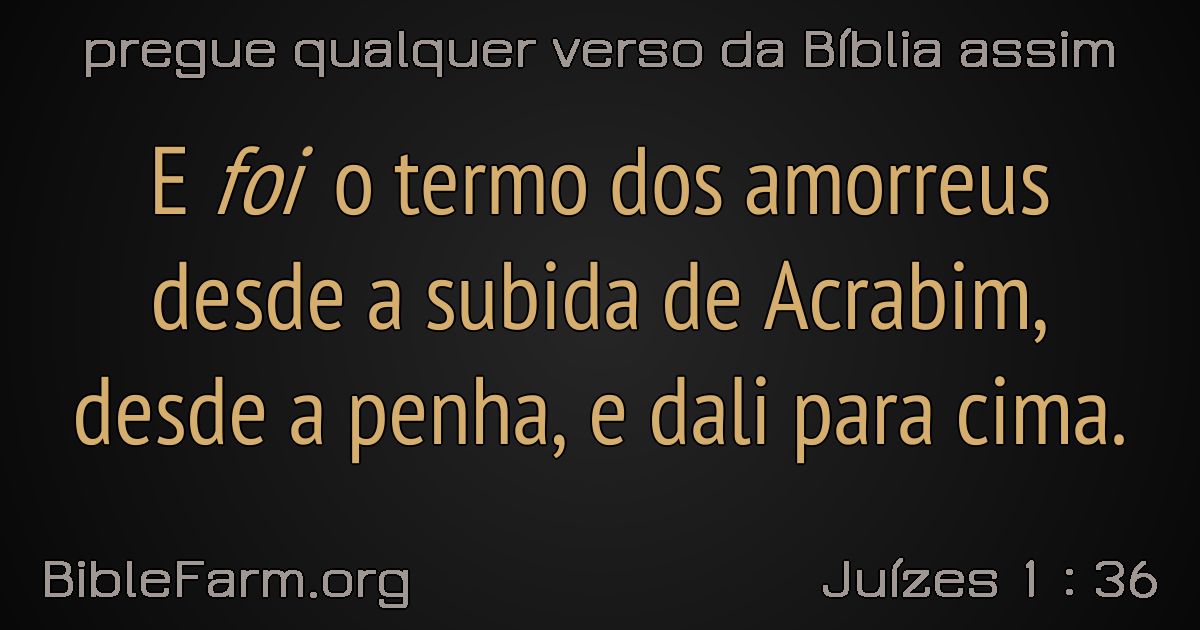 pregue qualquer verso da Bíblia assim
E foi o termo dos amorreus
desde a subida de Acrabim,
desde a penha, e dali para cima.
BibleFarm.org
Juízes 1 : 36